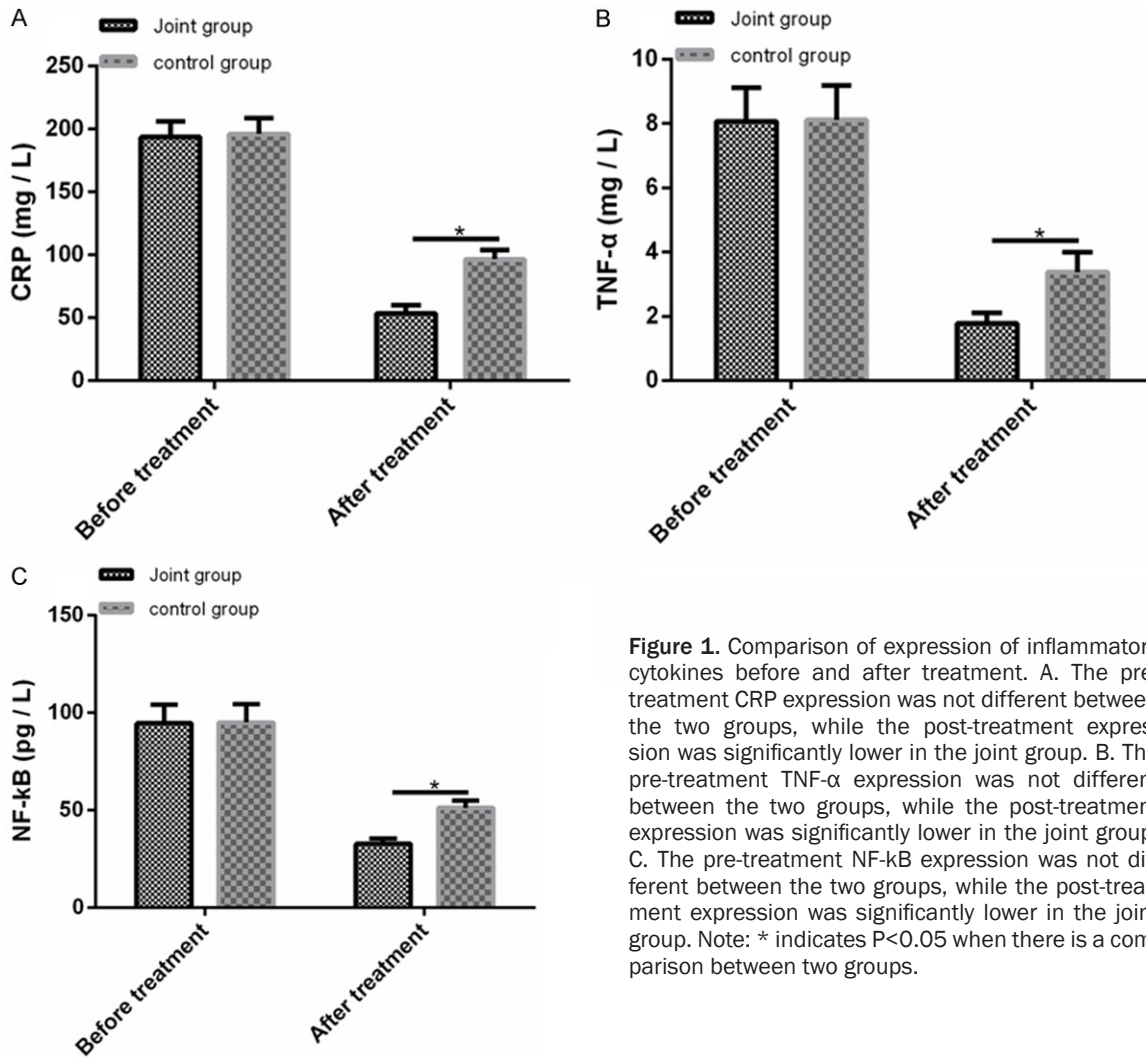 A
Joint group
control group
250
200
150
100
50
0
CRP (mg / L)
*
Before treatment
After treatment
B
Joint group
control group
10
8
6
4
2
0
TNF-α (mg / L)
*
Before treatment
After treatment
C
Joint group
control group
150
100
50
0
NF-kB (pg / L)
*
Before treatment
After treatment
Figure 1. Comparison of expression of inflammator
cytokines before and after treatment. A. The pre
treatment CRP expression was not different betwee
the two groups, while the post-treatment expres
sion was significantly lower in the joint group. B. Th
pre-treatment TNF-α expression was not differen
between the two groups, while the post-treatmen
expression was significantly lower in the joint group
C. The pre-treatment NF-kB expression was not di
ferent between the two groups, while the post-trea
ment expression was significantly lower in the join
group. Note: * indicates P<0.05 when there is a com
parison between two groups.